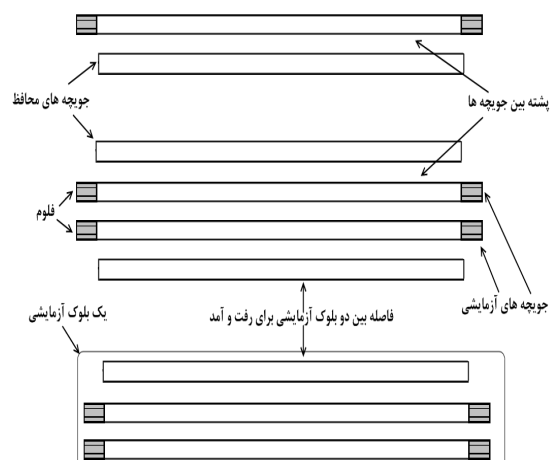 جویچه های محافظ
پشته بین جویچه ها
فلوم
جویچه های آزمایشی
فاصله بین دو بلوک آزمایشی برای رفت و آمد
یک بلوک آزمایشی